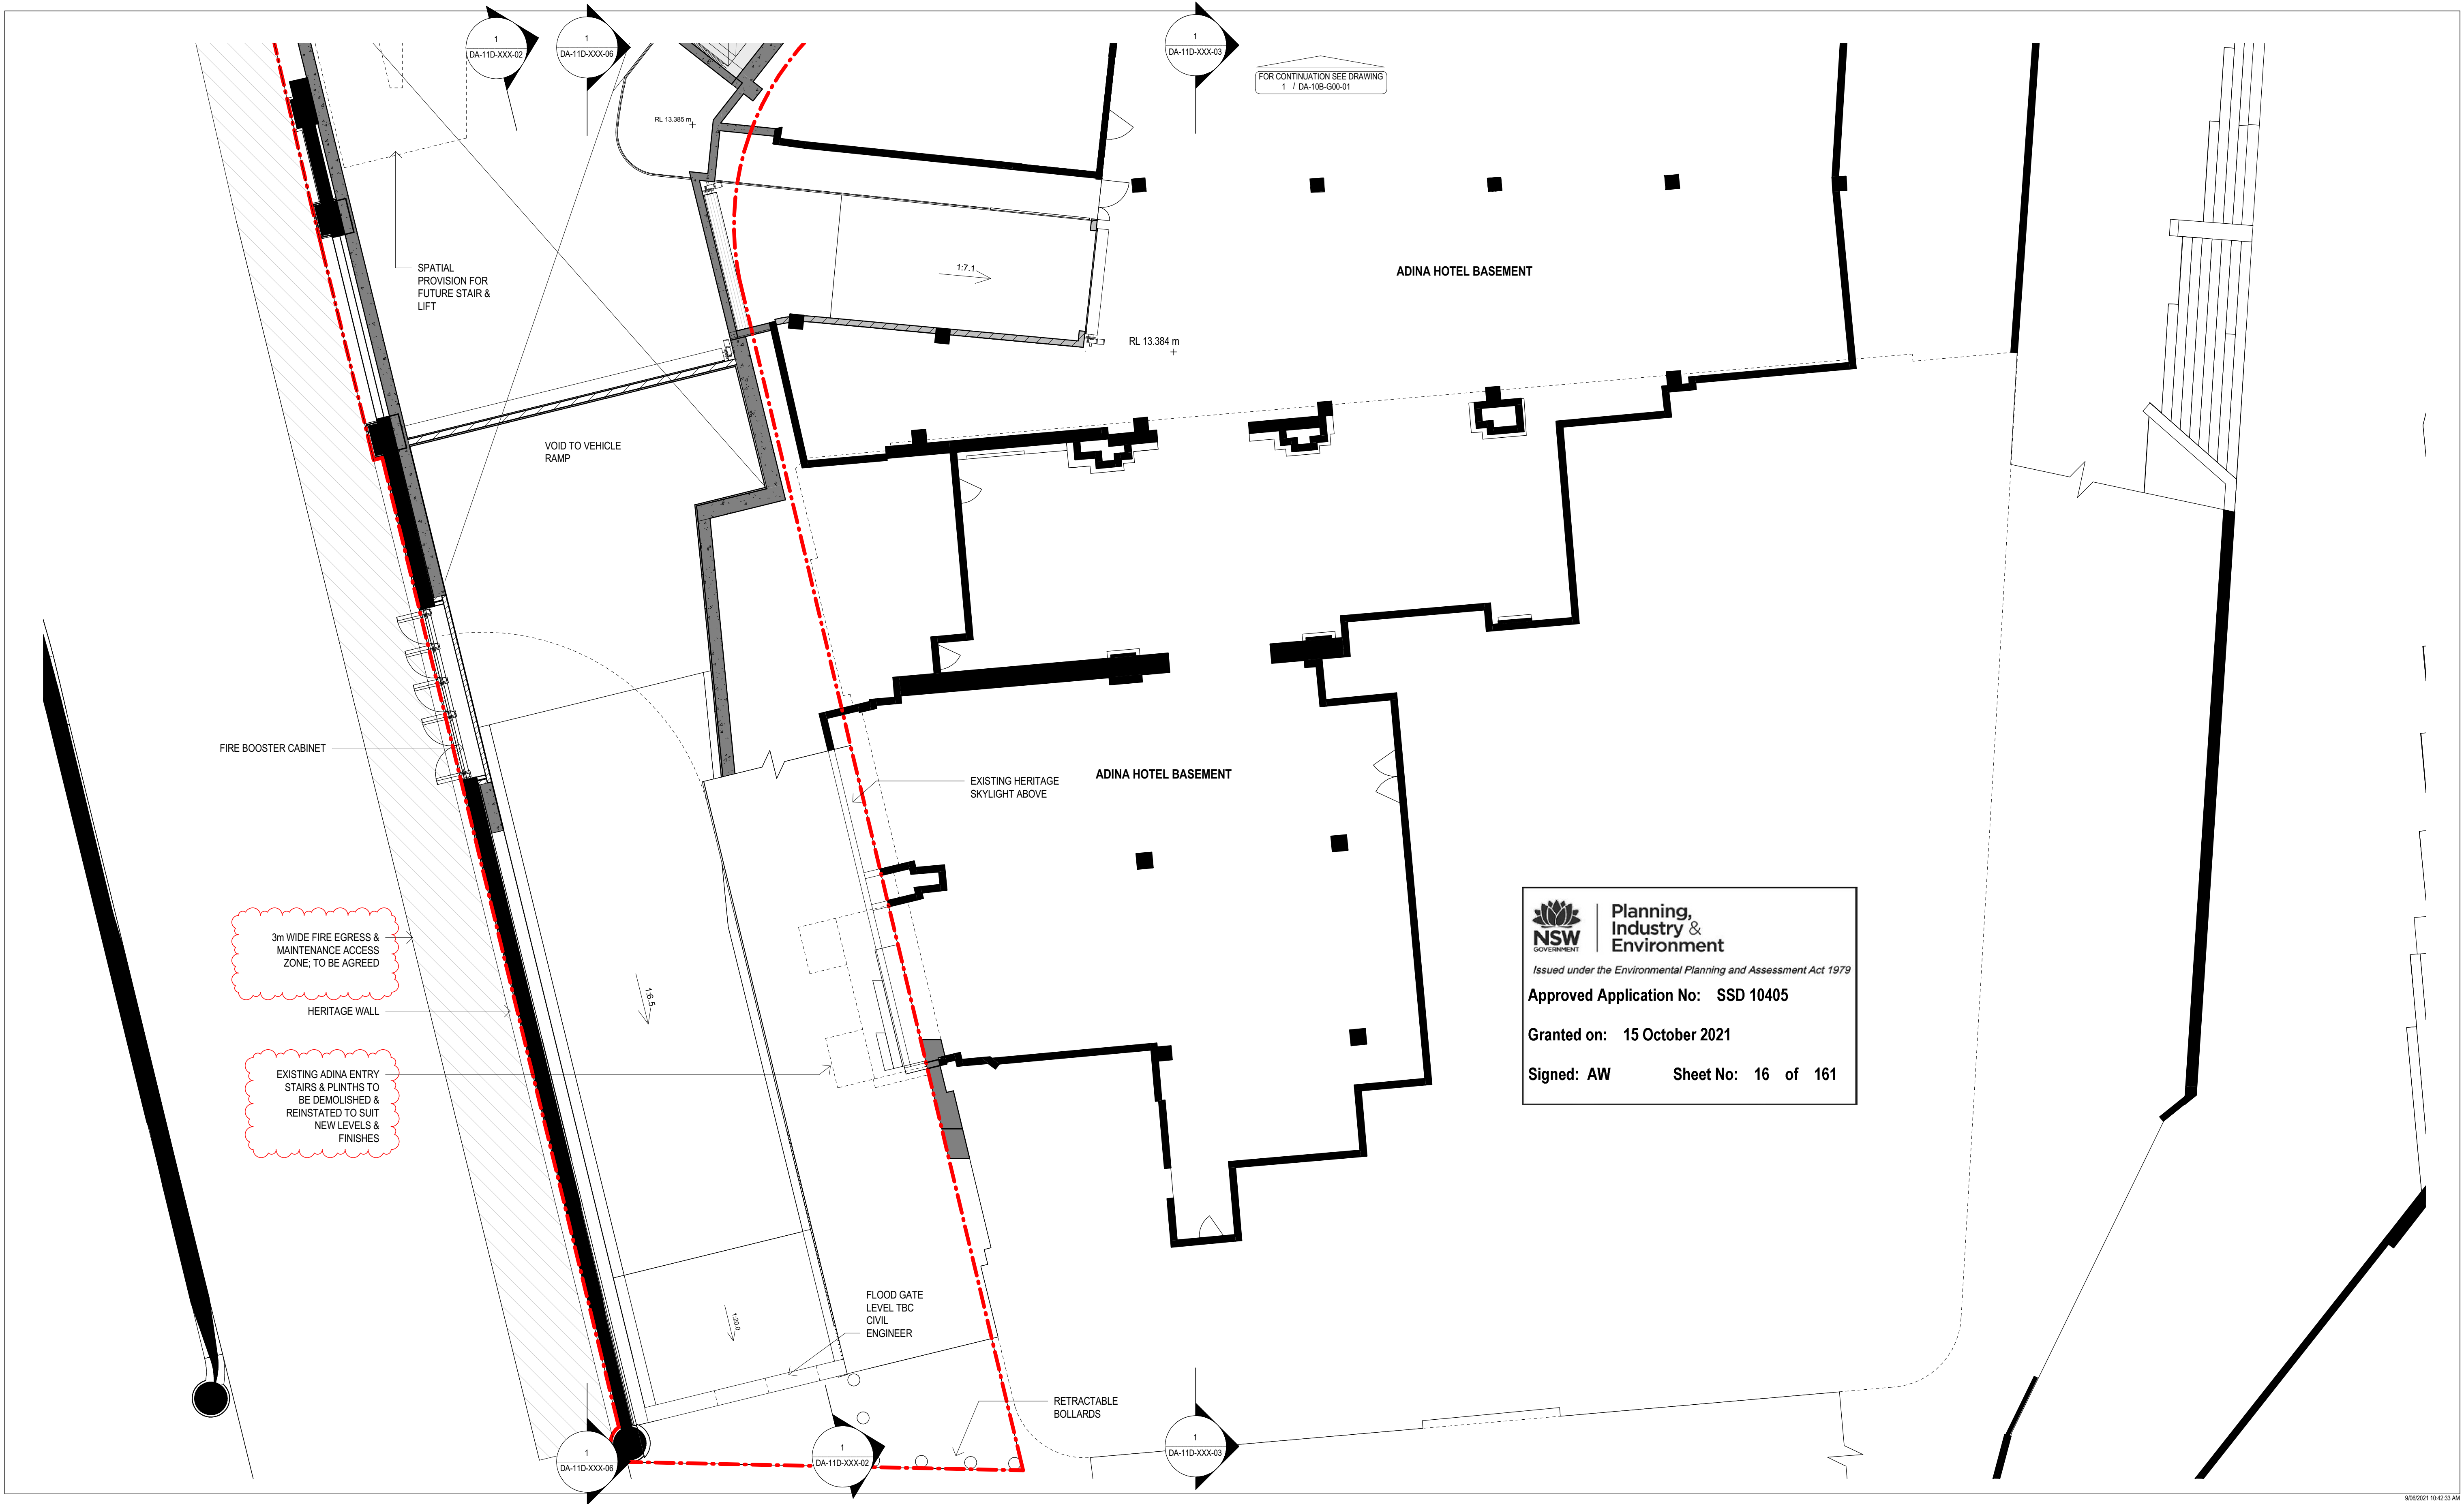 1
DA-11D-XXX-02
1
DA-11D-XXX-06
1
DA-11D-XXX-03
FOR CONTINUATION SEE DRAWING
1 / DA-10B-G00-01
RL 13.385 m
SPATIAL
PROVISION FOR
FUTURE STAIR &
LIFT
1:7.1
ADINA HOTEL BASEMENT
RL 13.384 m
VOID TO VEHICLE
RAMP
FIRE BOOSTER CABINET
EXISTING HERITAGE
SKYLIGHT ABOVE
ADINA HOTEL BASEMENT
3m WIDE FIRE EGRESS &
MAINTENANCE ACCESS
ZONE; TO BE AGREED
HERITAGE WALL
1:6.5
EXISTING ADINA ENTRY
STAIRS & PLINTHS TO
BE DEMOLISHED &
REINSTATED TO SUIT
NEW LEVELS &
FINISHES
NSW
GOVERNMENT
Planning,
Industry &
Environment
Issued under the Environmental Planning and Assessment Act 1979
Approved Application No: SSD 10405
Granted on: 15 October 2021
Signed: AW Sheet No: 16 of 161
1:20.0
FLOOD GATE
LEVEL TBC
CIVIL
ENGINEER
RETRACTABLE
BOLLARDS
1
DA-11D-XXX-06
1
DA-11D-XXX-02
1
DA-11D-XXX-03
9/06/2021 10:42:33 AM